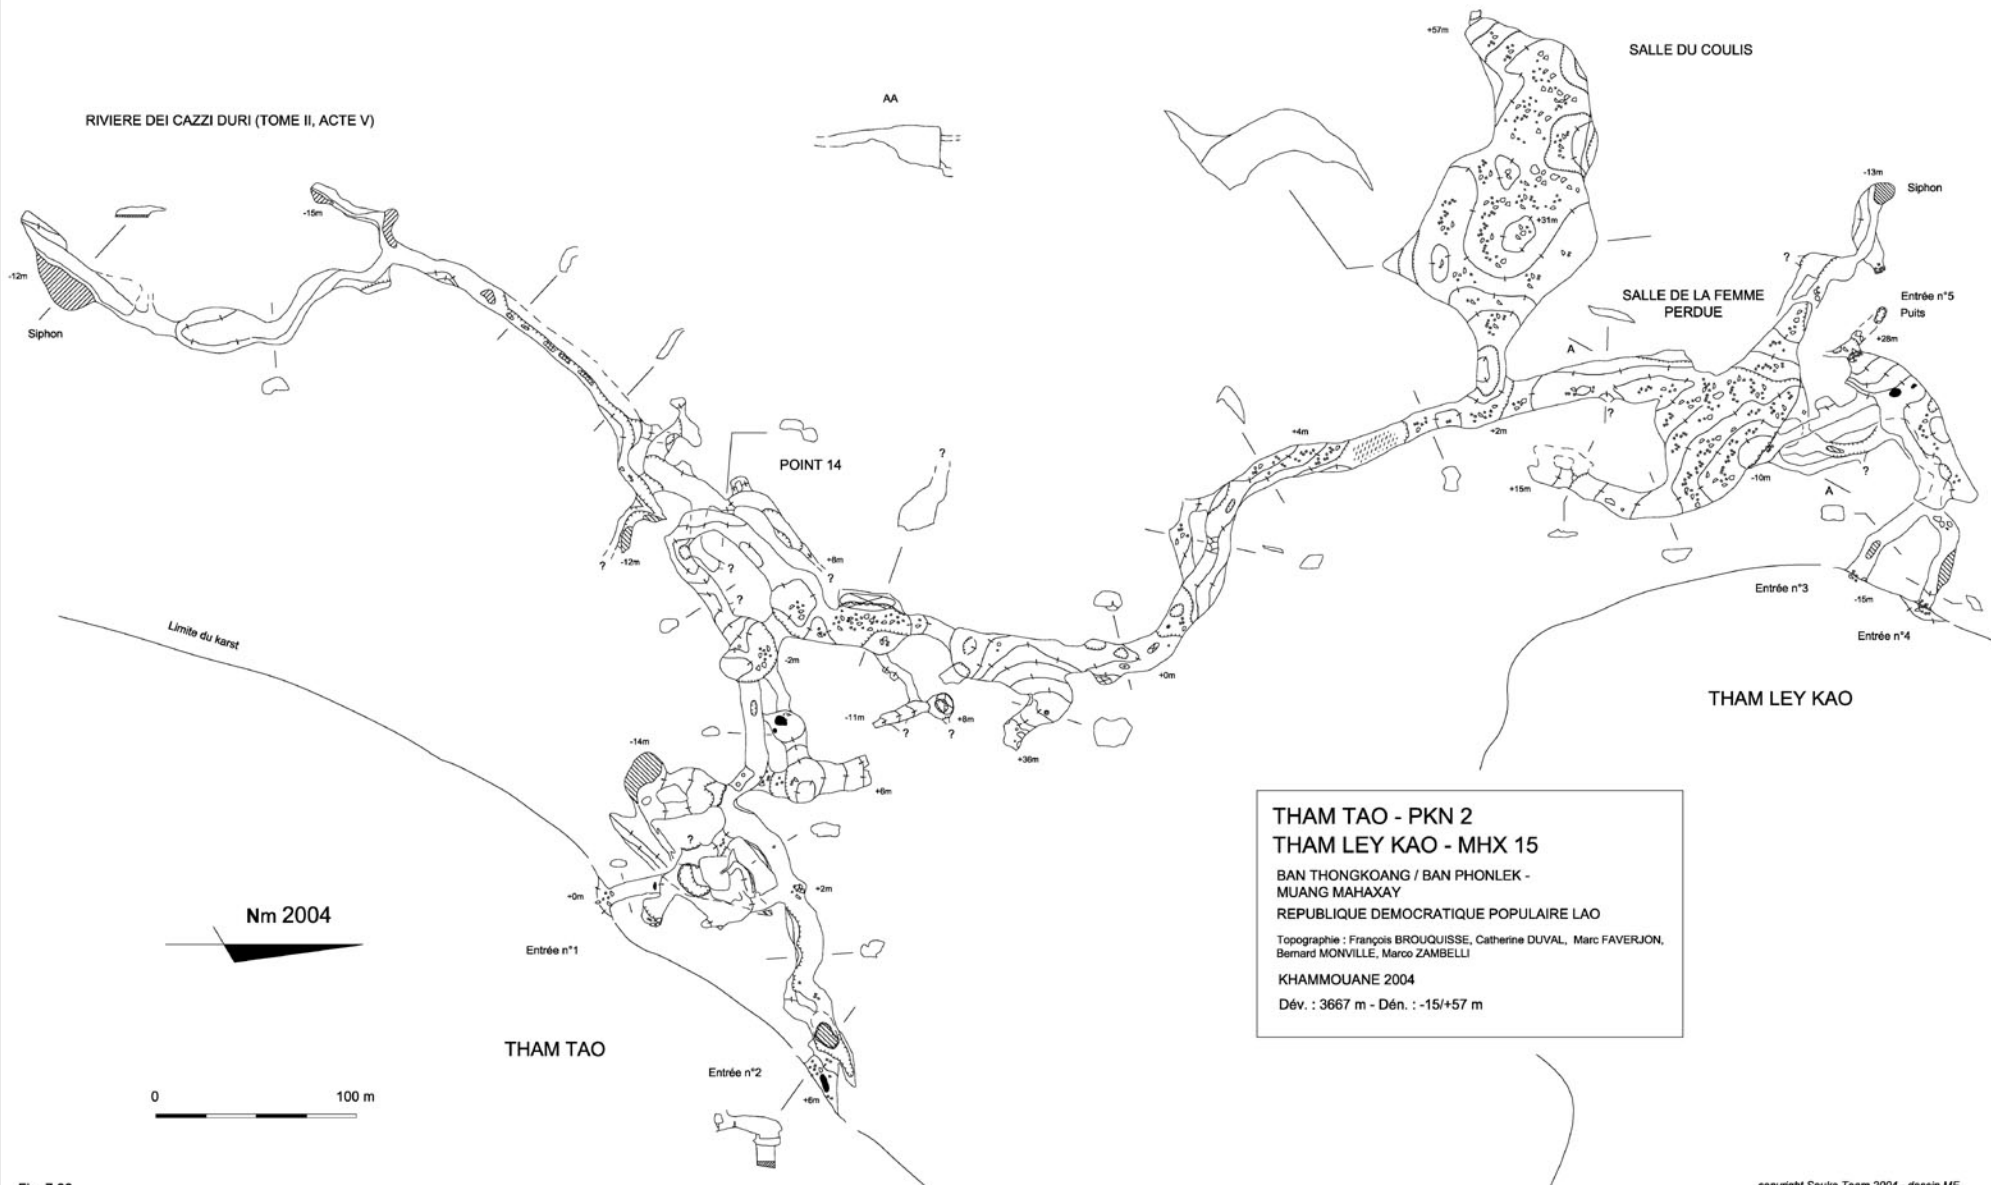 SALLE DU COULIS
+57m
AA
RIVIERE DEI CAZZI DURI (TOME II, ACTE V)
-13m
Siphon
-15m
+31m
-12m
?
SALLE DE LA FEMME
PERDUE
Entrée n°5
Puits
Siphon
+28m
A
?
+4m
+2m
?
POINT 14
?
+15m
-10m
A
?
-12m
+8m
?
?
?
Entrée n°3
-15m
Entrée n°4
Limite du karst
-2m
+0m
THAM LEY KAO
-11m
+8m
?
?
-14m
+36m
+6m
?
THAM TAO - PKN 2
THAM LEY KAO - MHX 15
BAN THONGKOANG / BAN PHONLEK -
MUANG MAHAXAY
REPUBLIQUE DEMOCRATIQUE POPULAIRE LAO
Topographie : François BROUQUISSE, Catherine DUVAL, Marc FAVERJON,
Bernard MONVILLE, Marco ZAMBELLI
KHAMMOUANE 2004
Dév. : 3667 m - Dén. : -15/+57 m
+0m
+2m
Nm 2004
Entrée n°1
THAM TAO
Entrée n°2
+6m
0
100 m